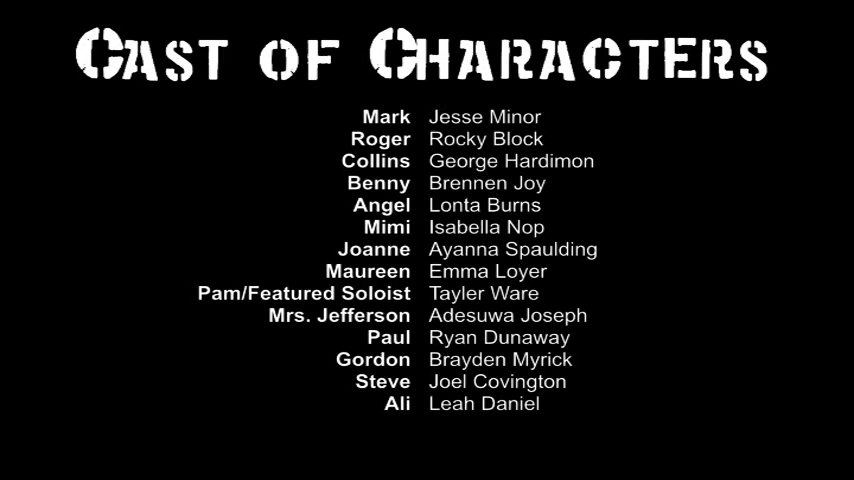 CAST OF CHARACTERS
Mark Jesse Minor
Roger Rocky Block
Collins George Hardimon
Benny Brennen Joy
Angel Lonta Burns
Mimi Isabella Nop
Joanne Ayanna Spaulding
Maureen Emma Loyer
Pam/Featured Soloist Tayler Ware
Mrs. Jefferson Adesuwa Joseph
Paul Ryan Dunaway
Gordon Brayden Myrick
Steve Joel Covington
Ali Leah Daniel